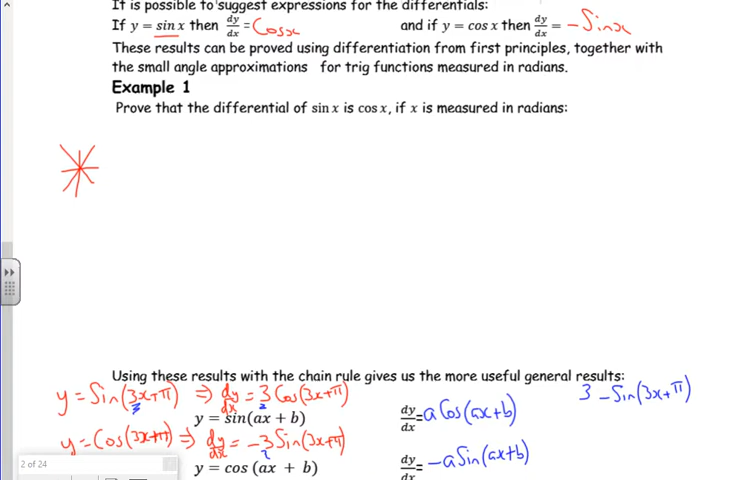 It is possible to suggest expressions for the differentials:
If y = sin x then dy/dx = Cosx and if y = cos x then dy/dx = -Sinx
These results can be proved using differentiation from first principles, together with
the small angle approximations for trig functions measured in radians.
Example 1
Prove that the differential of sin x is cos x, if x is measured in radians:
Using these results with the chain rule gives us the more useful general results:
y = Sin(3x+π) ⇒ dy/dx = 3 Cos(3x+π) 3 -Sin(3x+π)
y = sin(ax + b) dy/dx = a Cos(ax+b)
y = Cos(3x+π) ⇒ dy/dx = -3 Sin(3x+π)
y = cos (ax + b) dy/dx = -a Sin(ax+b)
2 of 24